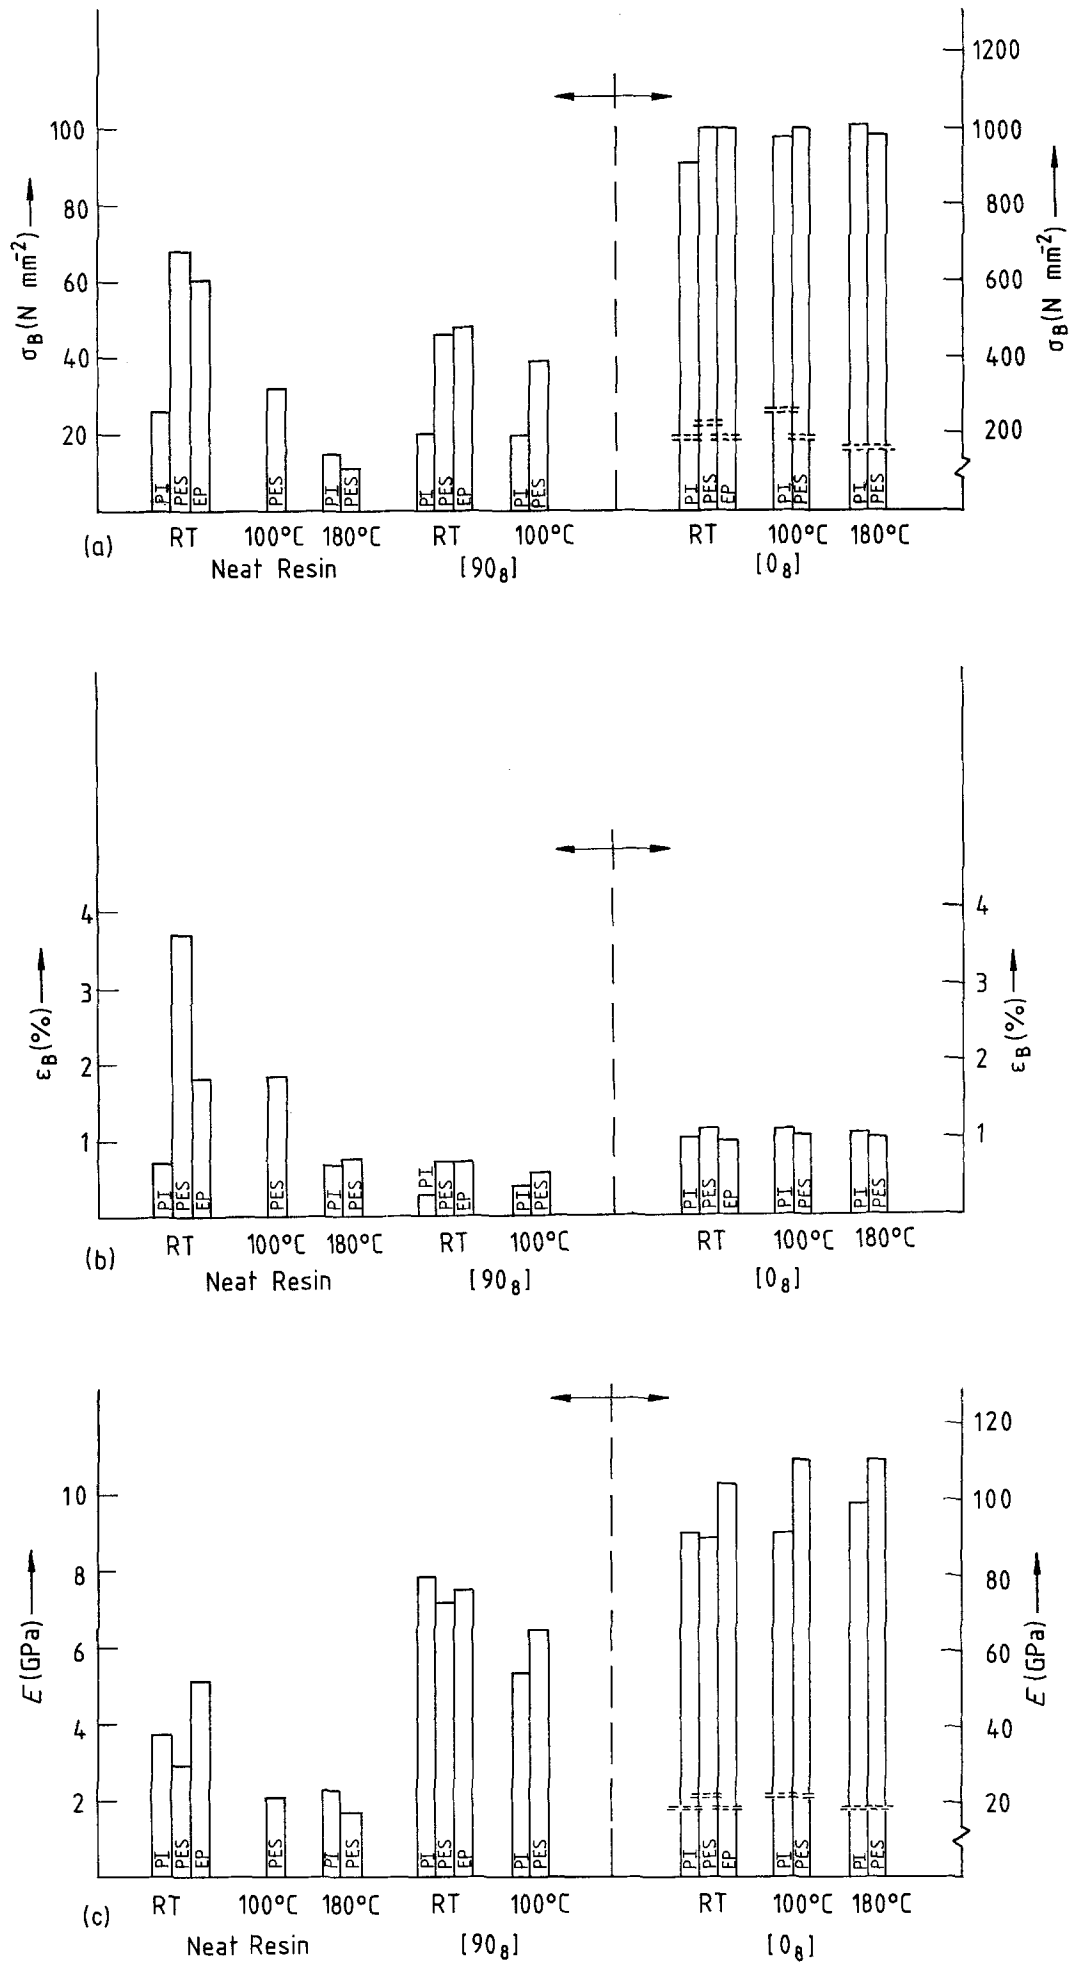 1200
100
1000
80
800
60
600
40
400
20
200
σB(N mm⁻²)
σB(N mm⁻²)
PI PES EP PES PI PES PI PES EP PI PES PI PES EP PI PES PI PES
RT 100°C 180°C RT 100°C RT 100°C 180°C
(a) Neat Resin [90₈] [0₈]
4 4
3 3
2 2
1 1
εB(%)
εB(%)
PI PES EP PES PI PES PI PES EP PI PES PI PES EP PI PES PI PES
RT 100°C 180°C RT 100°C RT 100°C 180°C
(b) Neat Resin [90₈] [0₈]
120
10 100
8 80
6 60
4 40
2 20
E(GPa)
E(GPa)
PI PES EP PES PI PES PI PES EP PI PES PI PES EP PI PES PI PES
RT 100°C 180°C RT 100°C RT 100°C 180°C
(c) Neat Resin [90₈] [0₈]